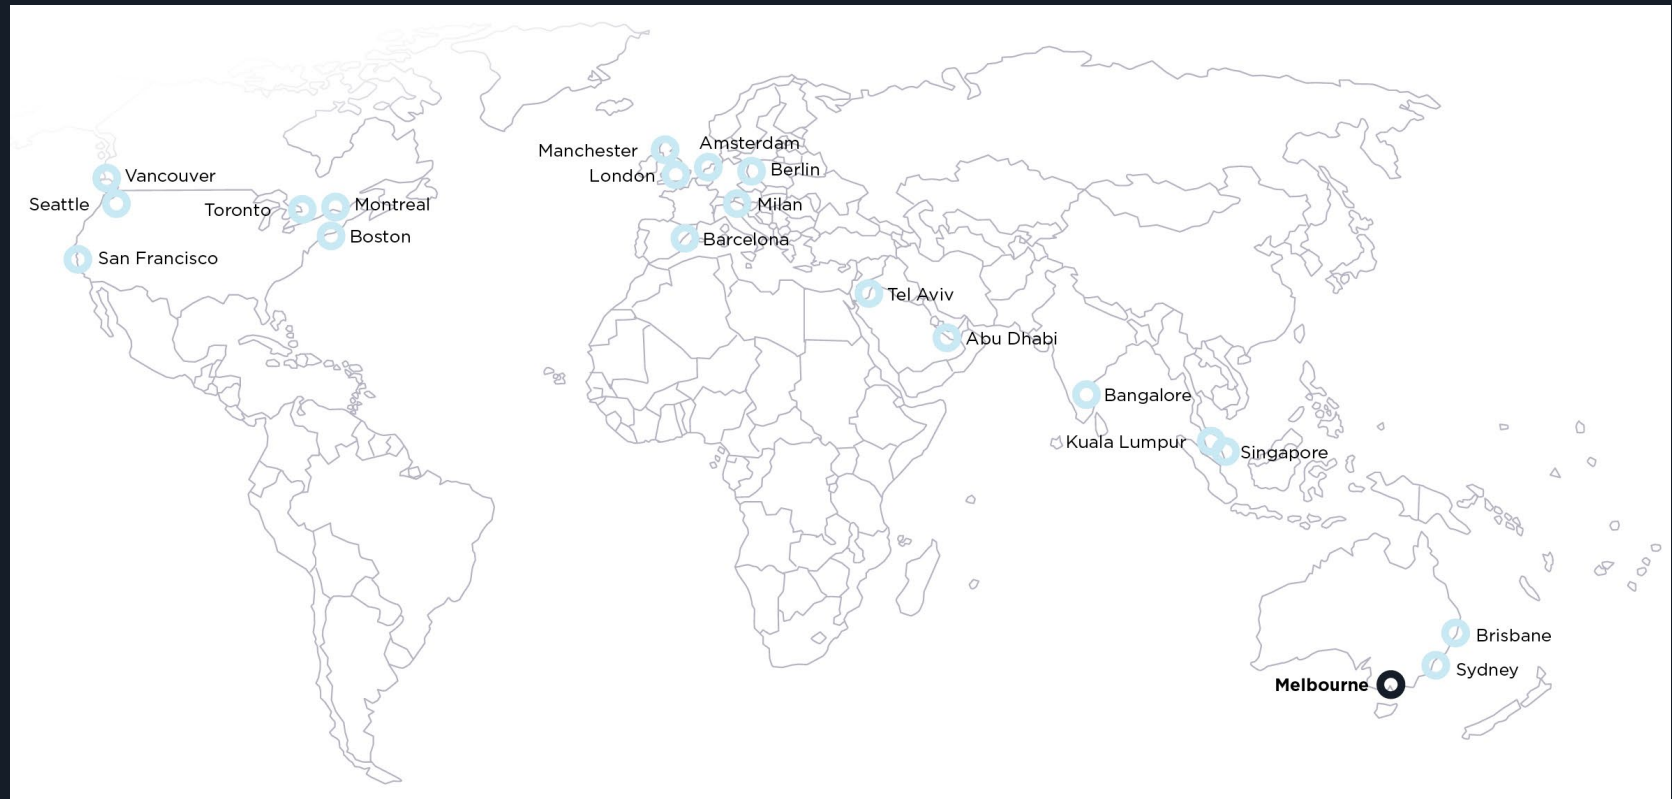 Manchester
Amsterdam
London
Berlin
Vancouver
Seattle
Toronto
Montreal
Milan
Boston
Barcelona
San Francisco
Tel Aviv
Abu Dhabi
Bangalore
Kuala Lumpur
Singapore
Brisbane
Sydney
Melbourne